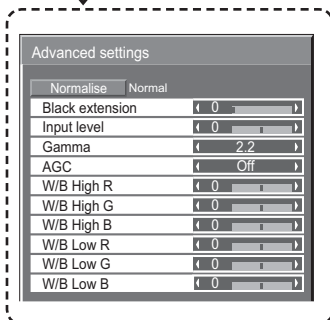 Advanced settings
Normalise Normal
Black extension 0
Input level 0
Gamma 2.2
AGC Off
W/B High R 0
W/B High G 0
W/B High B 0
W/B Low R 0
W/B Low G 0
W/B Low B 0